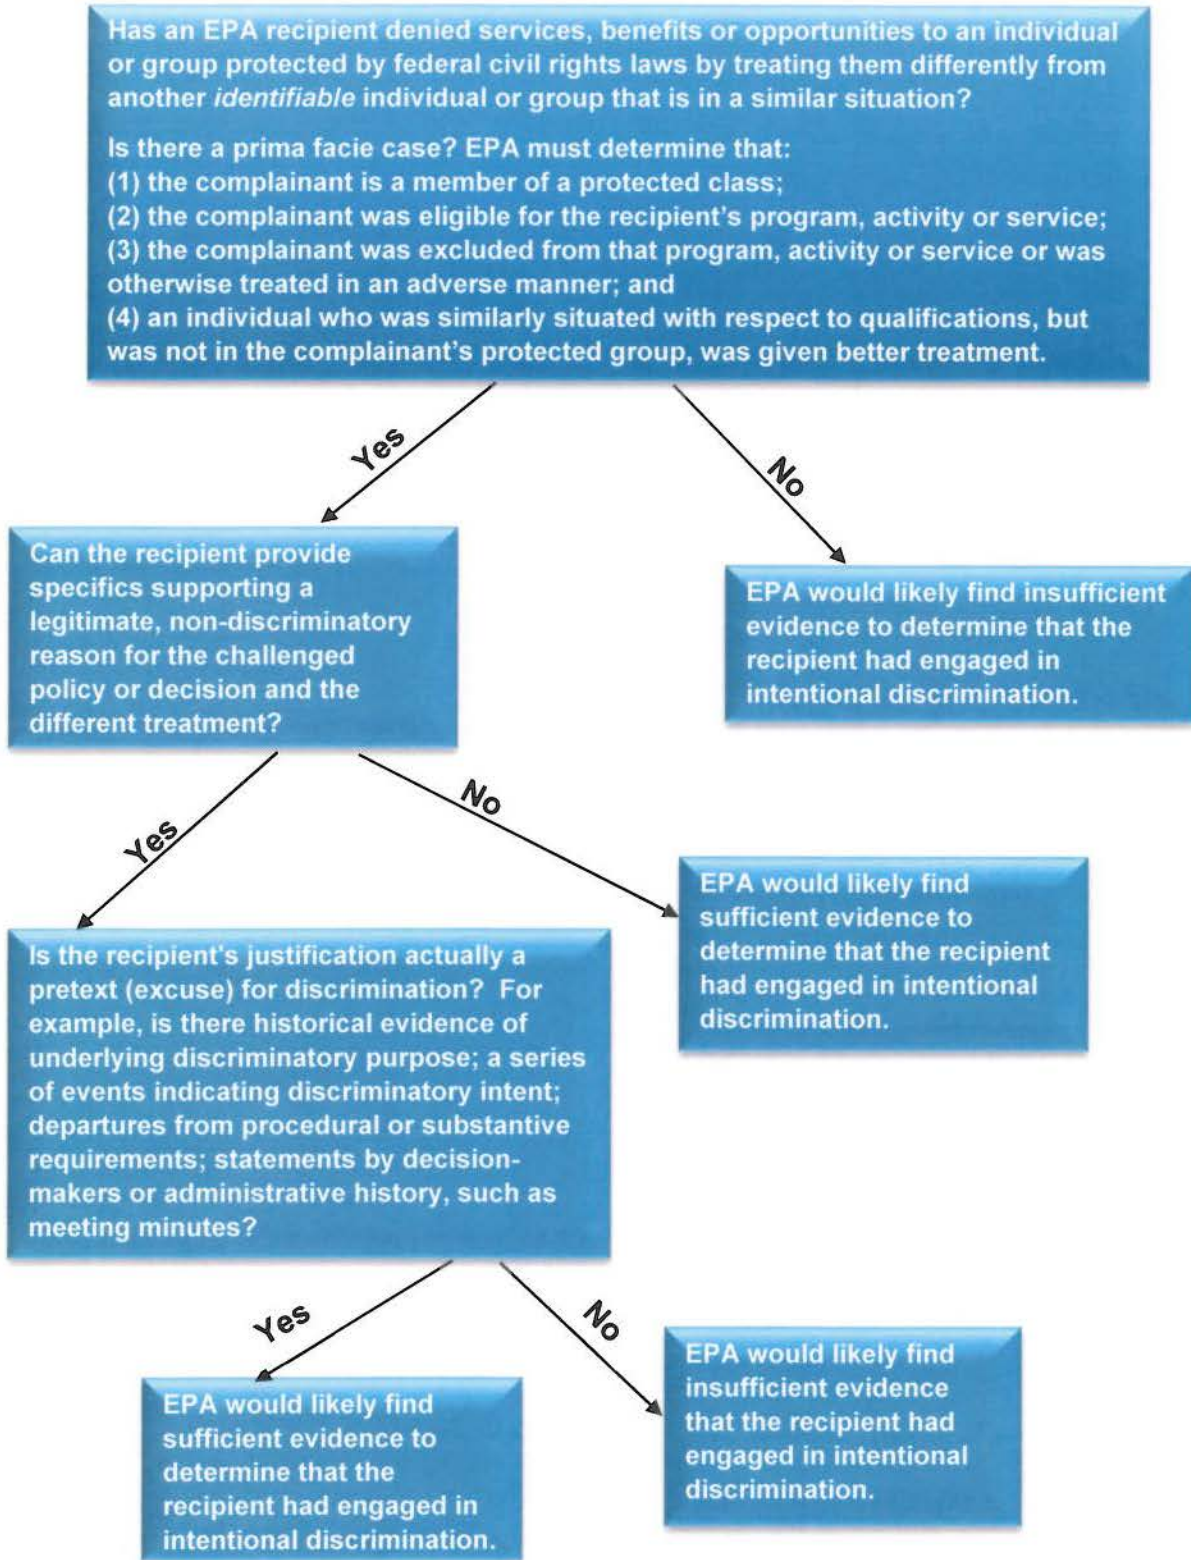 Has an EPA recipient denied services, benefits or opportunities to an individual
or group protected by federal civil rights laws by treating them differently from
another identifiable individual or group that is in a similar situation?
Is there a prima facie case? EPA must determine that:
(1) the complainant is a member of a protected class;
(2) the complainant was eligible for the recipient's program, activity or service;
(3) the complainant was excluded from that program, activity or service or was
otherwise treated in an adverse manner; and
(4) an individual who was similarly situated with respect to qualifications, but
was not in the complainant's protected group, was given better treatment.
Yes
No
Can the recipient provide
specifics supporting a
legitimate, non-discriminatory
reason for the challenged
policy or decision and the
different treatment?
EPA would likely find insufficient
evidence to determine that the
recipient had engaged in
intentional discrimination.
Yes
No
EPA would likely find
sufficient evidence to
determine that the recipient
had engaged in intentional
discrimination.
Is the recipient's justification actually a
pretext (excuse) for discrimination? For
example, is there historical evidence of
underlying discriminatory purpose; a series
of events indicating discriminatory intent;
departures from procedural or substantive
requirements; statements by decision-
makers or administrative history, such as
meeting minutes?
Yes
No
EPA would likely find
sufficient evidence to
determine that the
recipient had engaged in
intentional discrimination.
EPA would likely find
insufficient evidence
that the recipient had
engaged in intentional
discrimination.